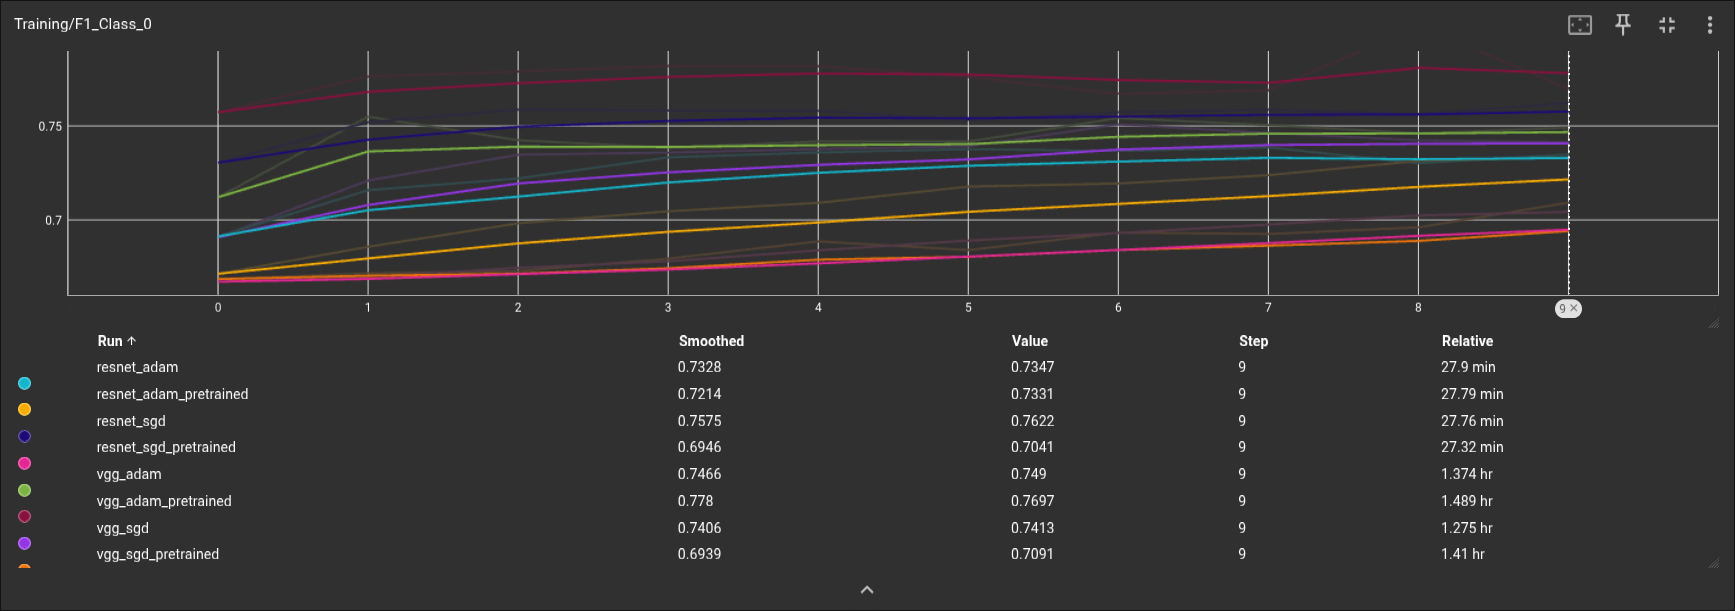 Training/F1_Class_0
0.75
0.7
0 1 2 3 4 5 6 7 8 9 ×
Run ↑ Smoothed Value Step Relative
resnet_adam 0.7328 0.7347 9 27.9 min
resnet_adam_pretrained 0.7214 0.7331 9 27.79 min
resnet_sgd 0.7575 0.7622 9 27.76 min
resnet_sgd_pretrained 0.6946 0.7041 9 27.32 min
vgg_adam 0.7466 0.749 9 1.374 hr
vgg_adam_pretrained 0.778 0.7697 9 1.489 hr
vgg_sgd 0.7406 0.7413 9 1.275 hr
vgg_sgd_pretrained 0.6939 0.7091 9 1.41 hr